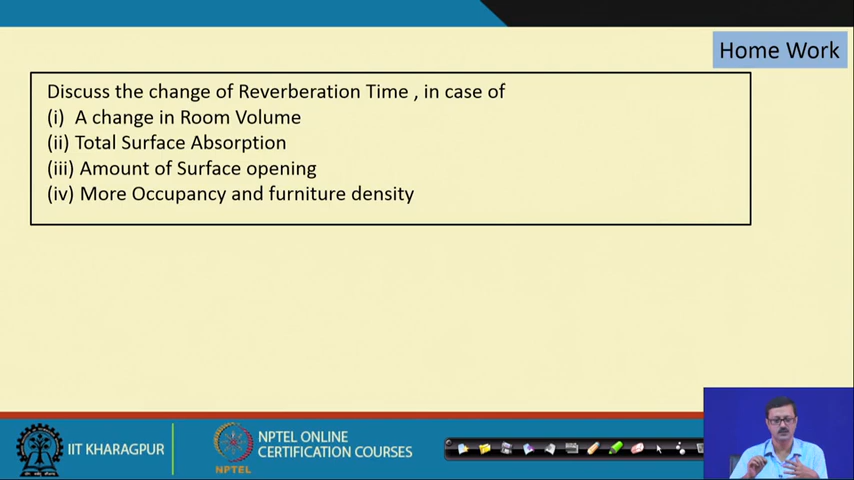 Home Work
Discuss the change of Reverberation Time , in case of
(i) A change in Room Volume
(ii) Total Surface Absorption
(iii) Amount of Surface opening
(iv) More Occupancy and furniture density
IIT KHARAGPUR
NPTEL
NPTEL ONLINE
CERTIFICATION COURSES